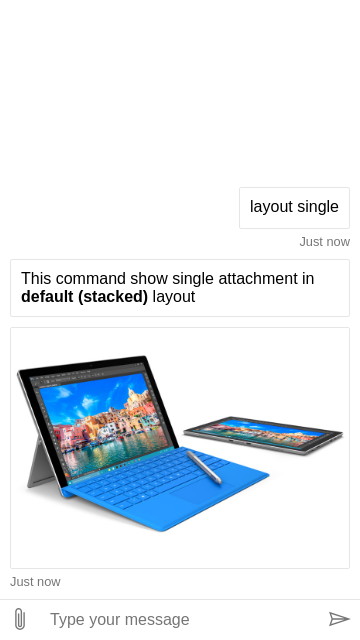 layout single
Just now
This command show single attachment in
default (stacked) layout
Just now
Type your message